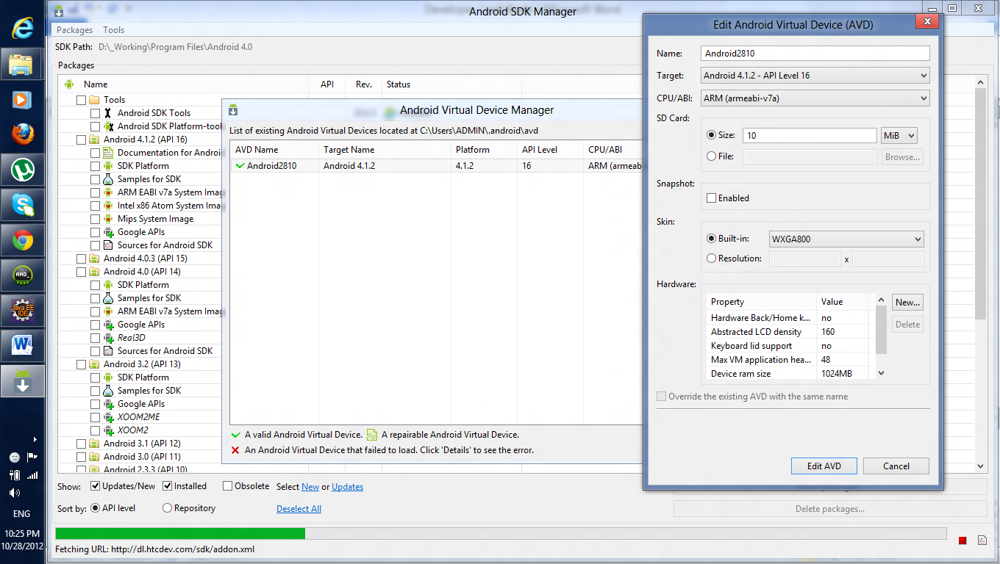 Android SDK Manager
Packages Tools
SDK Path: D:\_Working\Program Files\Android 4.0
Packages
Name API Rev. Status
Tools
Android SDK Tools
Android SDK Platform-tool
Android 4.1.2 (API 16)
Documentation for Android
SDK Platform
Samples for SDK
ARM EABI v7a System Imag
Intel x86 Atom System Ima
Mips System Image
Google APIs
Sources for Android SDK
Android 4.0.3 (API 15)
Android 4.0 (API 14)
SDK Platform
Samples for SDK
ARM EABI v7a System Imag
Google APIs
Real3D
Sources for Android SDK
Android 3.2 (API 13)
SDK Platform
Samples for SDK
Google APIs
XOOM2ME
XOOM2
Android 3.1 (API 12)
Android 3.0 (API 11)
Android 2.3.3 (API 10)
Show: Updates/New Installed Obsolete Select New or Updates
Sort by: API level Repository Deselect All
Delete packages...
Fetching URL: http://dl.htcdev.com/sdk/addon.xml
Android Virtual Device Manager
List of existing Android Virtual Devices located at C:\Users\ADMIN\.android\avd
AVD Name Target Name Platform API Level CPU/ABI
Android2810 Android 4.1.2 4.1.2 16 ARM (armeab
A valid Android Virtual Device. A repairable Android Virtual Device.
An Android Virtual Device that failed to load. Click 'Details' to see the error.
Edit Android Virtual Device (AVD)
Name: Android2810
Target: Android 4.1.2 - API Level 16
CPU/ABI: ARM (armeabi-v7a)
SD Card:
Size: 10 MiB
File: Browse...
Snapshot:
Enabled
Skin:
Built-in: WXGA800
Resolution: x
Hardware:
Property Value New...
Hardware Back/Home k... no
Abstracted LCD density 160 Delete
Keyboard lid support no
Max VM application hea... 48
Device ram size 1024MB
Override the existing AVD with the same name
Edit AVD Cancel
AND_
Java EE
IDE
ENG
10:25 PM
10/28/2012